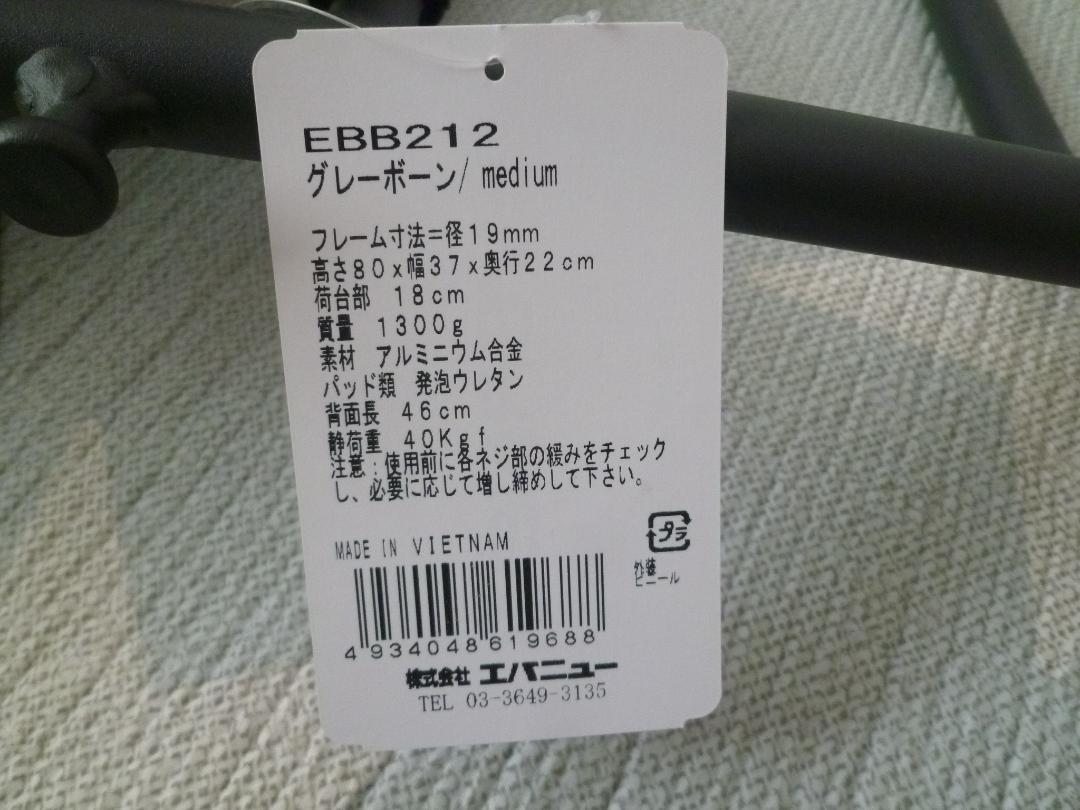 EBB212
グレーボーン/ medium
フレーム寸法=径19mm
高さ80x幅37x奥行22cm
荷台部 18cm
質量 1300g
素材 アルミニウム合金
パッド類 発泡ウレタン
背面長 46cm
静荷重 40Kgf
注意:使用前に各ネジ部の緩みをチェック
し、必要に応じて増し締めして下さい。
MADE IN VIETNAM
プラ
外装
ビニール
4934048619688
株式会社 エバニュー
TEL 03-3649-3135